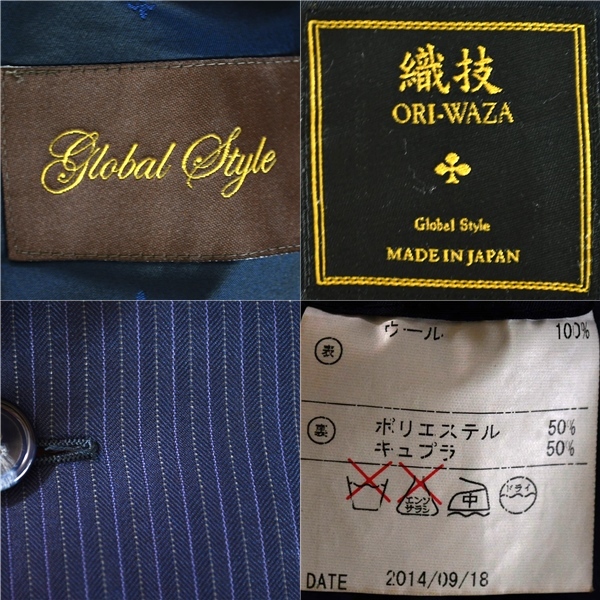 Global Style
織技
ORI-WAZA
Global Style
MADE IN JAPAN
表 ウール 100%
裏 ポリエステル 50%
キュプラ 50%
エンソ
サラシ
中
ドライ
DATE 2014/09/18